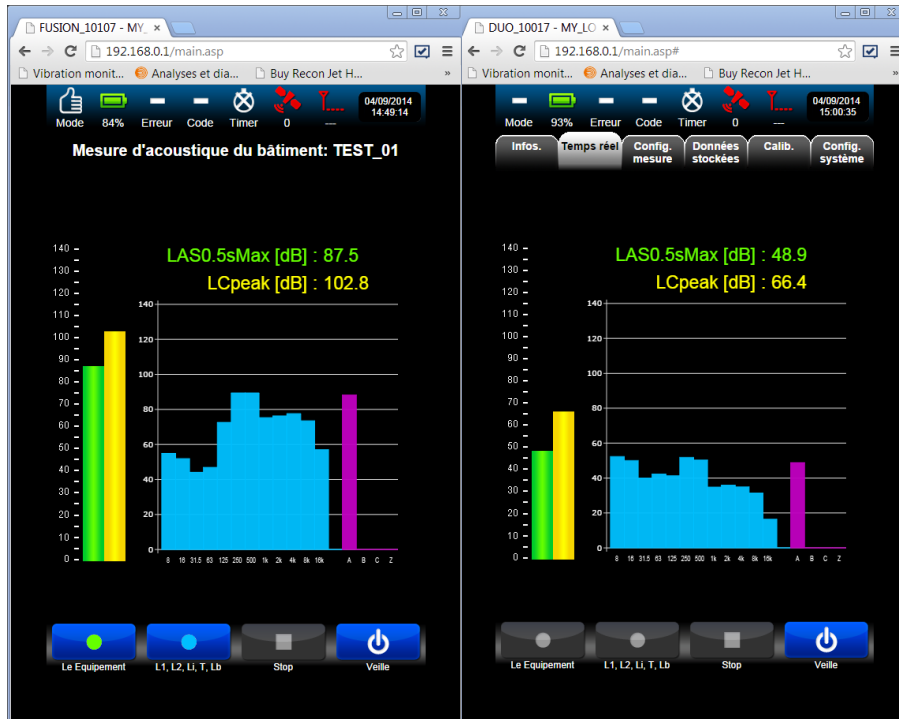 FUSION_10107 - MY_
192.168.0.1/main.asp
Vibration monit... Analyses et dia... Buy Recon Jet H... »
Mode 84% Erreur Code Timer 0 ---
04/09/2014
14:49:14
Mesure d'acoustique du bâtiment: TEST_01
LAS0.5sMax [dB] : 87.5
LCpeak [dB] : 102.8
140
130
120
110
100
90
80
70
60
50
40
30
20
10
0
140
120
100
80
60
40
20
0
8 16 31.5 63 125 250 500 1k 2k 4k 8k 16k A B C Z
Le Equipement L1, L2, Li, T, Lb Stop Veille
DUO_10017 - MY_LO
192.168.0.1/main.asp#
Vibration monit... Analyses et dia... Buy Recon Jet H... »
Mode 93% Erreur Code Timer 0 ---
04/09/2014
15:00:35
Infos. Temps réel Config. mesure Données stockées Calib. Config. système
LAS0.5sMax [dB] : 48.9
LCpeak [dB] : 66.4
140
130
120
110
100
90
80
70
60
50
40
30
20
10
0
140
120
100
80
60
40
20
0
8 16 31.5 63 125 250 500 1k 2k 4k 8k 16k A B C Z
Le Equipement L1, L2, Li, T, Lb Stop Veille